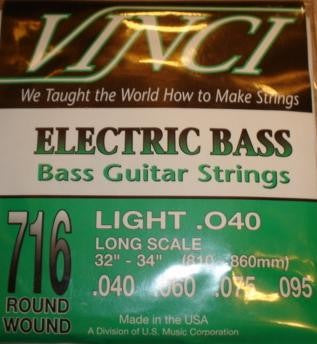 VINCI
We Taught the World How to Make Strings
ELECTRIC BASS
Bass Guitar Strings
716
ROUND
WOUND
LIGHT .040
LONG SCALE
32" - 34" (810 - 860mm)
.040 .060 .075 .095
Made in the USA
A Division of U.S. Music Corporation